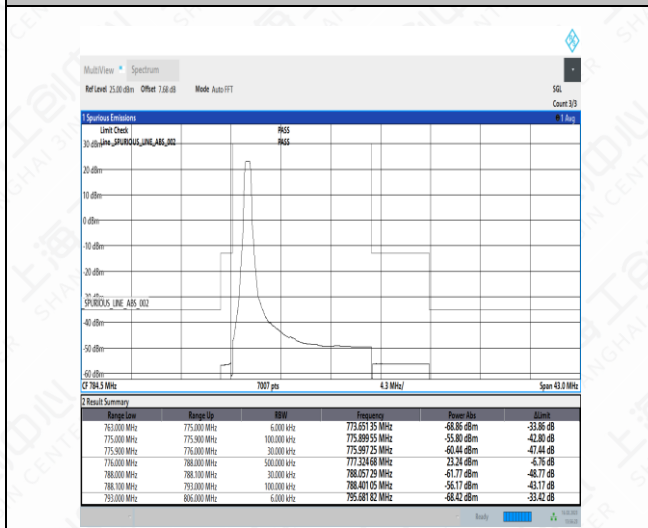 MultiView Spectrum
Ref Level 25.00 dBm Offset 7.68 dB Mode Auto FFT SGL
Count 3/3
1 Spurious Emissions 1 Avg
Limit Check PASS
30 dBm Line _SPURIOUS_LINE_ABS_002 PASS
20 dBm
10 dBm
0 dBm
-10 dBm
-20 dBm
SPURIOUS_LINE_ABS_002
-40 dBm
-50 dBm
-60 dBm
CF 784.5 MHz 7007 pts 4.3 MHz/ Span 43.0 MHz
2 Result Summary
Range Low Range Up RBW Frequency Power Abs ΔLimit
763.000 MHz 775.000 MHz 6.000 kHz 773.651 35 MHz -68.86 dBm -33.86 dB
775.000 MHz 775.900 MHz 100.000 kHz 775.899 55 MHz -55.80 dBm -42.80 dB
775.900 MHz 776.000 MHz 30.000 kHz 775.997 25 MHz -60.44 dBm -47.44 dB
776.000 MHz 788.000 MHz 500.000 kHz 777.324 68 MHz 23.24 dBm -6.76 dB
788.000 MHz 788.100 MHz 30.000 kHz 788.057 29 MHz -61.77 dBm -48.77 dB
788.100 MHz 793.000 MHz 100.000 kHz 788.401 05 MHz -56.17 dBm -43.17 dB
793.000 MHz 806.000 MHz 6.000 kHz 795.681 82 MHz -68.42 dBm -33.42 dB
Ready